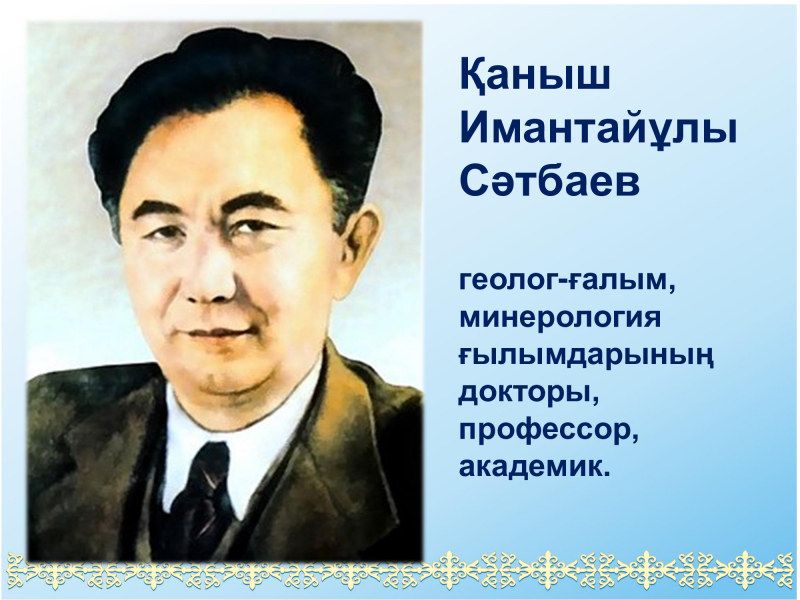 Қаныш
Имантайұлы
Сәтбаев
геолог-ғалым,
минерология
ғылымдарының
докторы,
профессор,
академик.